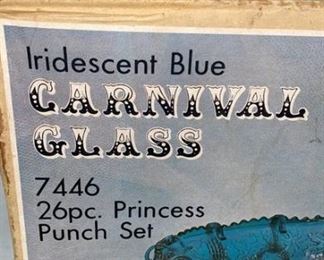 Iridescent Blue
CARNIVAL
GLASS
7446
26pc. Princess
Punch Set